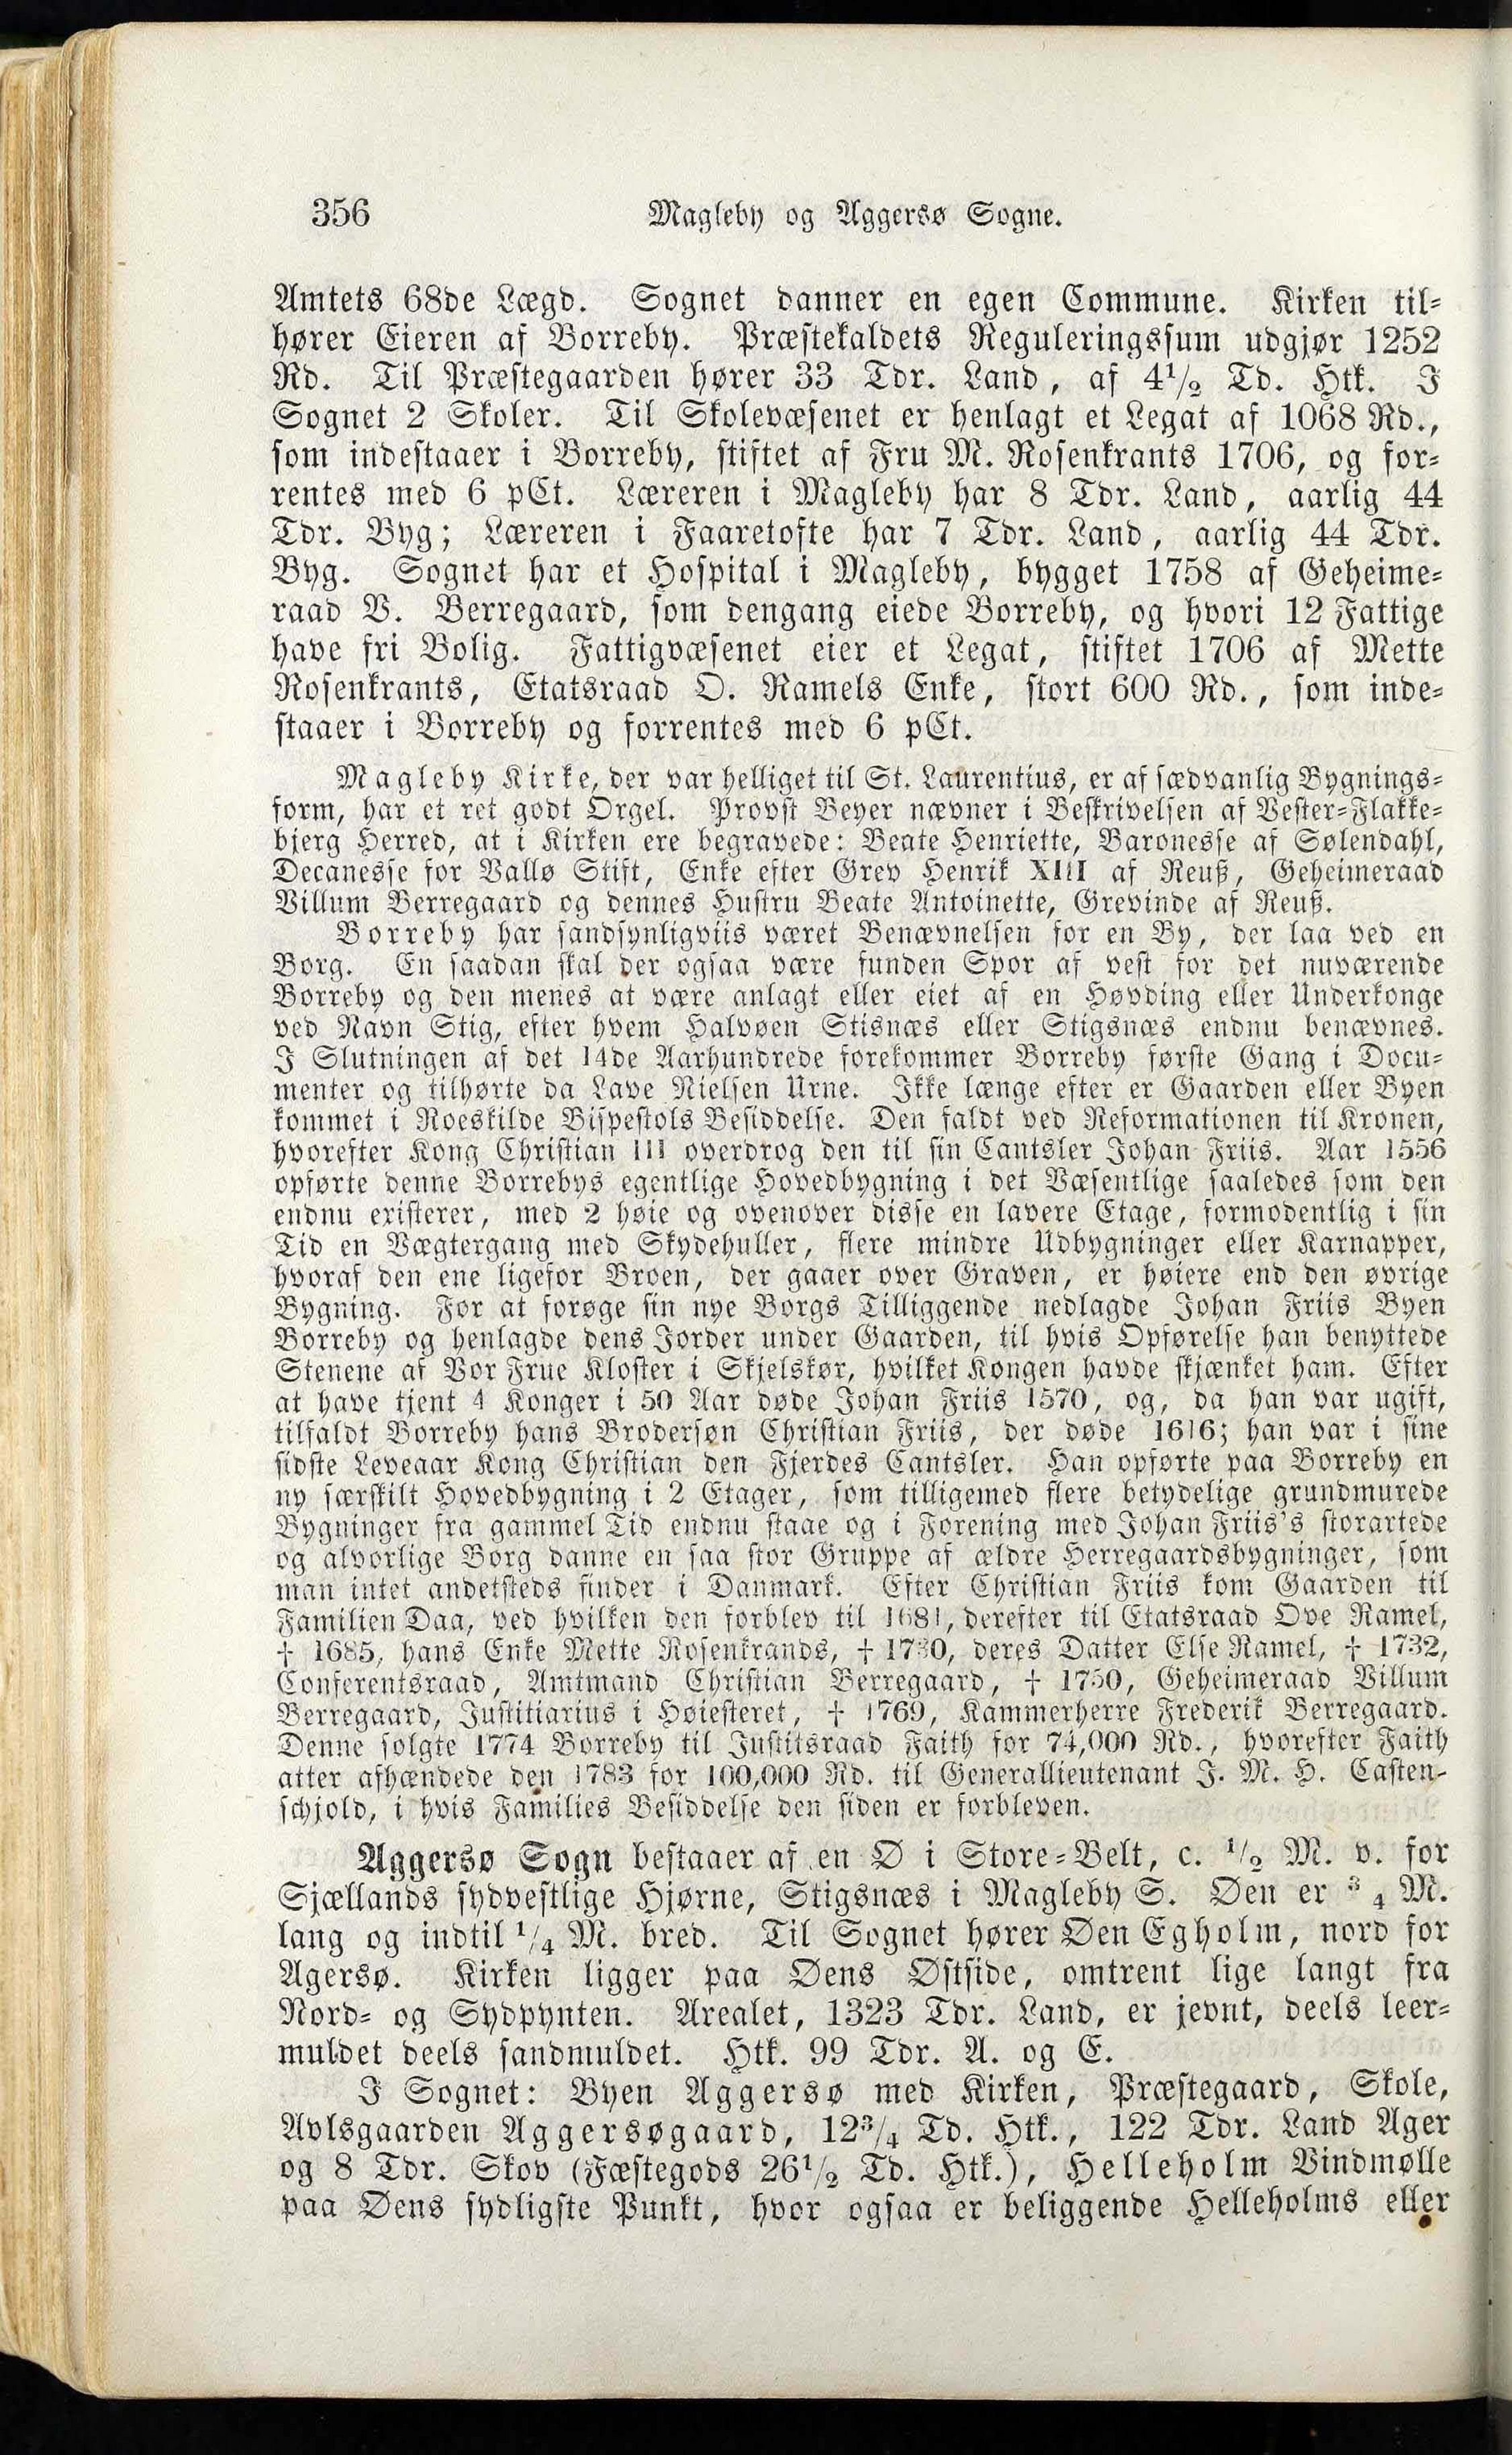 356 Magleby og Aggersø Sogne.
Amtets 68de Lægd. Sognet danner en egen Commune. Kirken til-
hører Eieren af Borreby. Præstekaldets Reguleringssum udgjør 1252
Rd. Til Præstegaarden hører 33 Tdr. Land, af 4 1/2 Td. Htk. I
Sognet 2 Skoler. Til Skolevæsenet er henlagt et Legat af 1068 Rd.,
som indestaaer i Borreby, stiftet af Fru M. Rosenkrants 1706, og for-
rentes med 6 pCt. Læreren i Magleby har 8 Tdr. Land, aarlig 44
Tdr. Byg; Læreren i Faaretofte har 7 Tdr. Land, aarlig 44 Tdr.
Byg. Sognet har et Hospital i Magleby, bygget 1758 af Geheime-
raad V. Berregaard, som dengang eiede Borreby, og hvori 12 Fattige
have fri Bolig. Fattigvæsenet eier et Legat, stiftet 1706 af Mette
Rosenkrants, Etatsraad O. Ramels Enke, stort 600 Rd., som inde-
staaer i Borreby og forrentes med 6 pCt.
Magleby Kirke, der var helliget til St. Laurentius, er af sædvanlig Bygnings-
form, har et ret godt Orgel. Provst Beyer nævner i Beskrivelsen af Vester-Flakke-
bjerg Herred, at i Kirken ere begravede: Beate Henriette, Baronesse af Sølendahl,
Decanesse for Vallø Stift, Enke efter Grev Henrik XIII af Reuß, Geheimeraad
Villum Berregaard og dennes Hustru Beate Antoinette, Grevinde af Reuß.
Borreby har sandsynligviis været Benævnelsen for en By, der laa ved en
Borg. En saadan skal der ogsaa være funden Spor af vest for det nuværende
Borreby og den menes at være anlagt eller eiet af en Høvding eller Underkonge
ved Navn Stig, efter hvem Halvøen Stisnæs eller Stigsnæs endnu benævnes.
I Slutningen af det 14de Aarhundrede forekommer Borreby første Gang i Docu-
menter og tilhørte da Lave Nielsen Urne. Ikke længe efter er Gaarden eller Byen
kommet i Roeskilde Bispestols Besiddelse. Den faldt ved Reformationen til Kronen,
hvorefter Kong Christian III overdrog den til sin Cantsler Johan Friis. Aar 1556
opførte denne Borrebys egentlige Hovedbygning i det Væsentlige saaledes som den
endnu existerer, med 2 høie og ovenover disse en lavere Etage, formodentlig i sin
Tid en Vægtergang med Skydehuller, flere mindre Udbygninger eller Karnapper,
hvoraf den ene ligefor Broen, der gaaer over Graven, er høiere end den øvrige
Bygning. For at forøge sin nye Borgs Tilliggende nedlagde Johan Friis Byen
Borreby og henlagde dens Jorder under Gaarden, til hvis Opførelse han benyttede
Stenene af Vor Frue Kloster i Skjelskør, hvilket Kongen havde skjænket ham. Efter
at have tjent 4 Konger i 50 Aar døde Johan Friis 1570, og, da han var ugift,
tilfaldt Borreby hans Brodersøn Christian Friis, der døde 1616; han var i sine
sidste Leveaar Kong Christian den Fjerdes Cantsler. Han opførte paa Borreby en
ny særskilt Hovedbygning i 2 Etager, som tilligemed flere betydelige grundmurede
Bygninger fra gammel Tid endnu staae og i Forening med Johan Friis's storartede
og alvorlige Borg danne en saa stor Gruppe af ældre Herregaardsbygninger, som
man intet andetsteds finder i Danmark. Efter Christian Friis kom Gaarden til
Familien Daa, ved hvilken den forblev til 1681, derefter til Etatsraad Ove Ramel,
† 1685, hans Enke Mette Rosenkrands, † 1730, deres Datter Else Ramel, † 1732,
Conferentsraad, Amtmand Christian Berregaard, † 1750, Geheimeraad Villum
Berregaard, Justitiarius i Høiesteret, † 1769, Kammerherre Frederik Berregaard.
Denne solgte 1774 Borreby til Justitsraad Faith for 74,000 Rd., hvorefter Faith
atter afhændede den 1783 for 100,000 Rd. til Generallieutenant J. M. H. Casten-
schjold, i hvis Families Besiddelse den siden er forbleven.
Aggersø Sogn bestaaer af en Ø i Store-Belt, c. 1/2 M. v. for
Sjællands sydvestlige Hjørne, Stigsnæs i Magleby S. Øen er 3/4 M.
lang og indtil 1/4 M. bred. Til Sognet hører Øen Egholm, nord for
Agersø. Kirken ligger paa Øens Østside, omtrent lige langt fra
Nord- og Sydpynten. Arealet, 1323 Tdr. Land, er jevnt, deels leer-
muldet deels sandmuldet. Htk. 99 Tdr. A. og E.
I Sognet: Byen Aggersø med Kirken, Præstegaard, Skole,
Avlsgaarden Aggersøgaard, 12 3/4 Td. Htk., 122 Tdr. Land Ager
og 8 Tdr. Skov (Fæstegods 26 1/2 Td. Htk.), Helleholm Vindmølle
paa Øens sydligste Punkt, hvor ogsaa er beliggende Helleholms eller